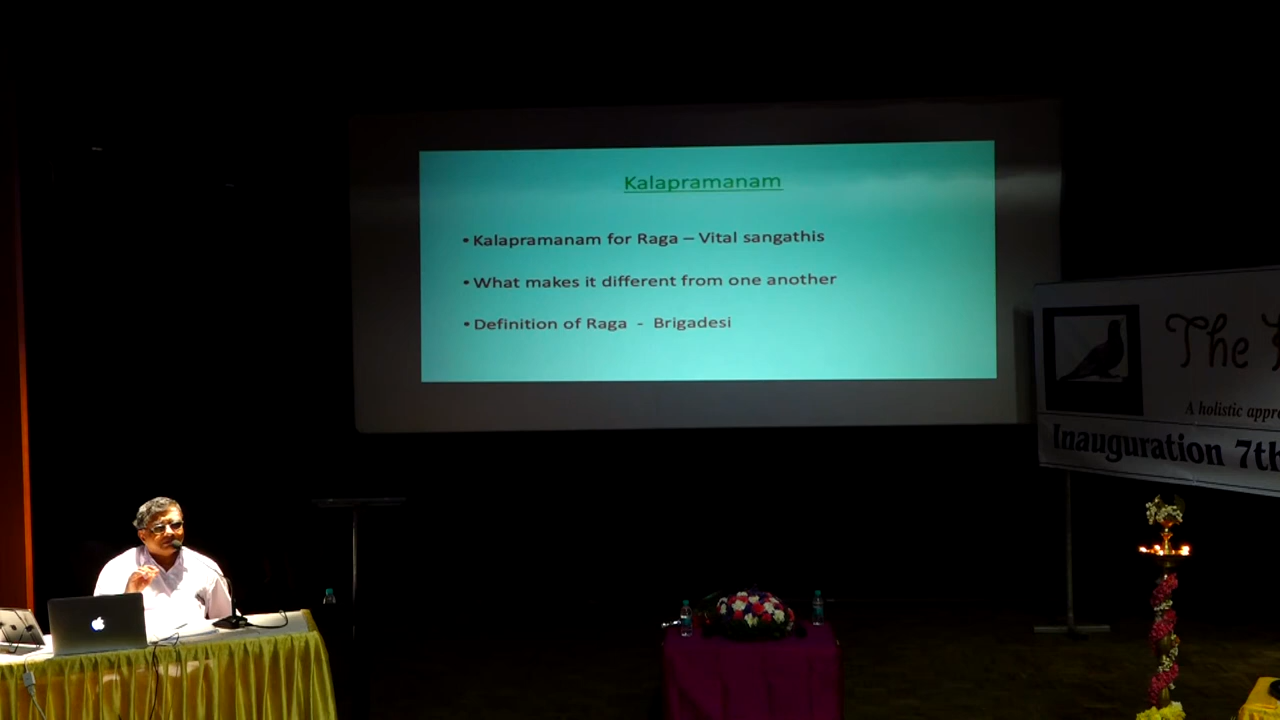 Kalapramanam
• Kalapramanam for Raga – Vital sangathis
• What makes it different from one another
• Definition of Raga - Brigadesi
The
A holistic
Inauguration 7th